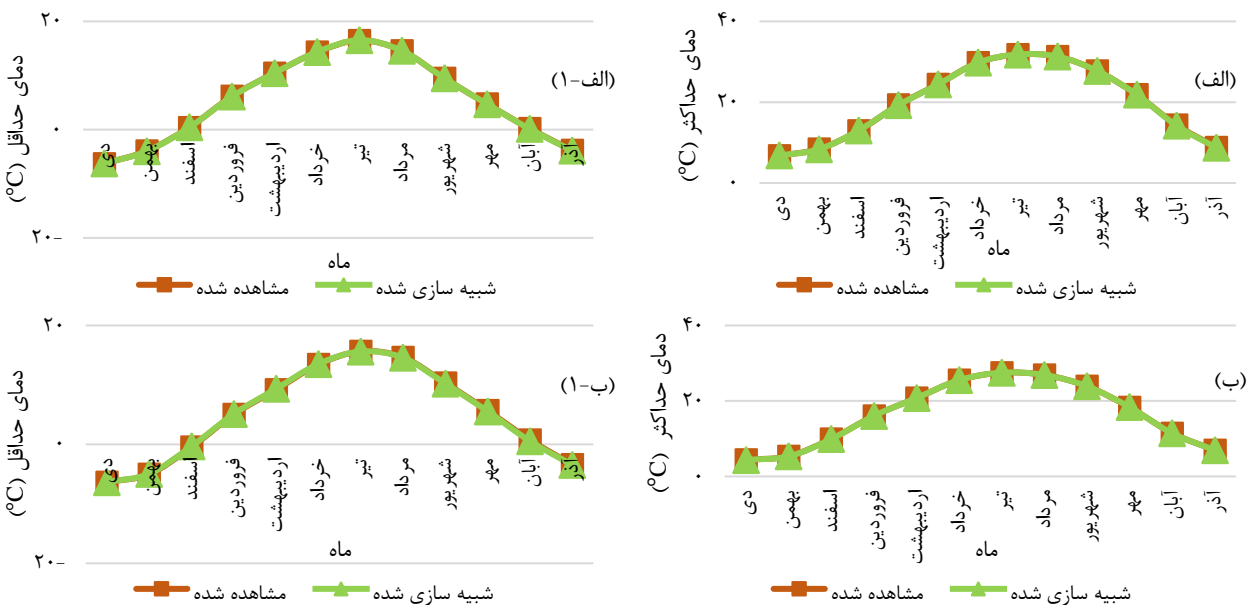 (الف)
دمای حداکثر (°C)
۴۰
۲۰
۰
دی
بهمن
اسفند
فروردین
اردیبهشت
خرداد
تیر
مرداد
شهریور
مهر
آبان
آذر
ماه
مشاهده شده
شبیه سازی شده
(الف-۱)
دمای حداقل (°C)
۲۰
۰
۲۰-
دی
بهمن
اسفند
فروردین
اردیبهشت
خرداد
تیر
مرداد
شهریور
مهر
آبان
آذر
ماه
مشاهده شده
شبیه سازی شده
(ب)
دمای حداکثر (°C)
۴۰
۲۰
۰
دی
بهمن
اسفند
فروردین
اردیبهشت
خرداد
تیر
مرداد
شهریور
مهر
آبان
آذر
ماه
مشاهده شده
شبیه سازی شده
(ب-۱)
دمای حداقل (°C)
۲۰
۰
۲۰-
دی
بهمن
اسفند
فروردین
اردیبهشت
خرداد
تیر
مرداد
شهریور
مهر
آبان
آذر
ماه
مشاهده شده
شبیه سازی شده